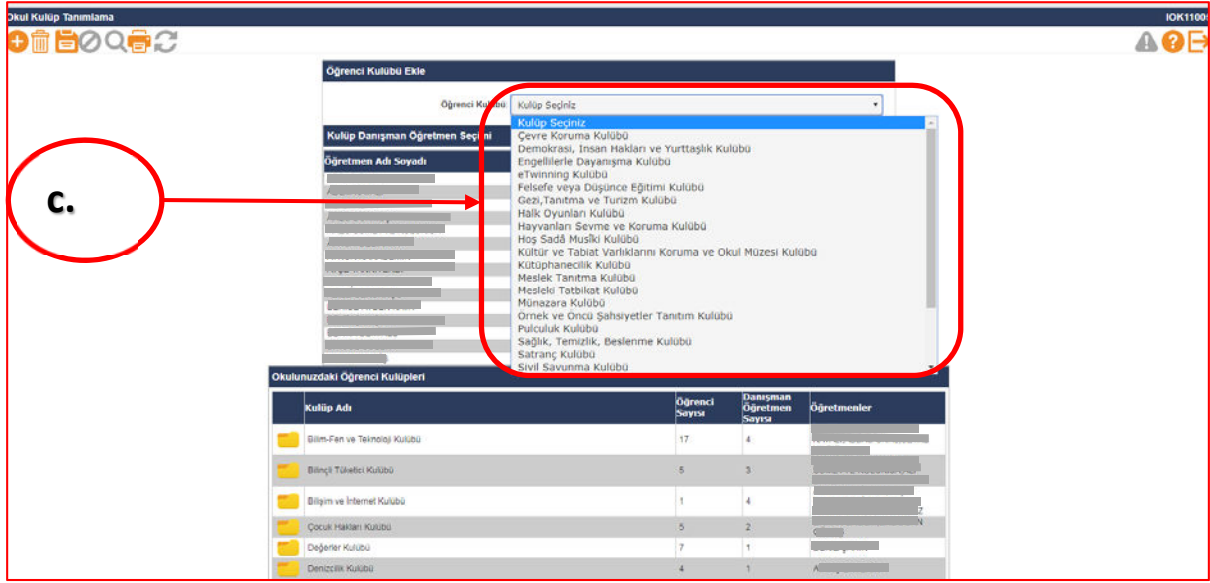 Okul Kulüp Tanımlama
IOK11005
Öğrenci Kulübü Ekle
Öğrenci Kulübü
Kulüp Seçiniz
Kulüp Seçiniz
Çevre Koruma Kulübü
Demokrasi, İnsan Hakları ve Yurttaşlık Kulübü
Engellilerle Dayanışma Kulübü
eTwinning Kulübü
Felsefe veya Düşünce Eğitimi Kulübü
Gezi,Tanıtma ve Turizm Kulübü
Halk Oyunları Kulübü
Hayvanları Sevme ve Koruma Kulübü
Hoş Sadâ Musîki Kulübü
Kültür ve Tabiat Varlıklarını Koruma ve Okul Müzesi Kulübü
Kütüphanecilik Kulübü
Meslek Tanıtma Kulübü
Mesleki Tatbikat Kulübü
Münazara Kulübü
Örnek ve Öncü Şahsiyetler Tanıtım Kulübü
Pulculuk Kulübü
Sağlık, Temizlik, Beslenme Kulübü
Satranç Kulübü
Sivil Savunma Kulübü
Kulüp Danışman Öğretmen Seçimi
Öğretmen Adı Soyadı
c.
Okulunuzdaki Öğrenci Kulüpleri
Kulüp Adı Öğrenci Sayısı Danışman Öğretmen Sayısı Öğretmenler
Bilim-Fen ve Teknoloji Kulübü 17 4
Bilinçli Tüketici Kulübü 5 3
Bilişim ve İnternet Kulübü 1 4
Çocuk Hakları Kulübü 5 2
Değerler Kulübü 7 1
Denizcilik Kulübü 4 1